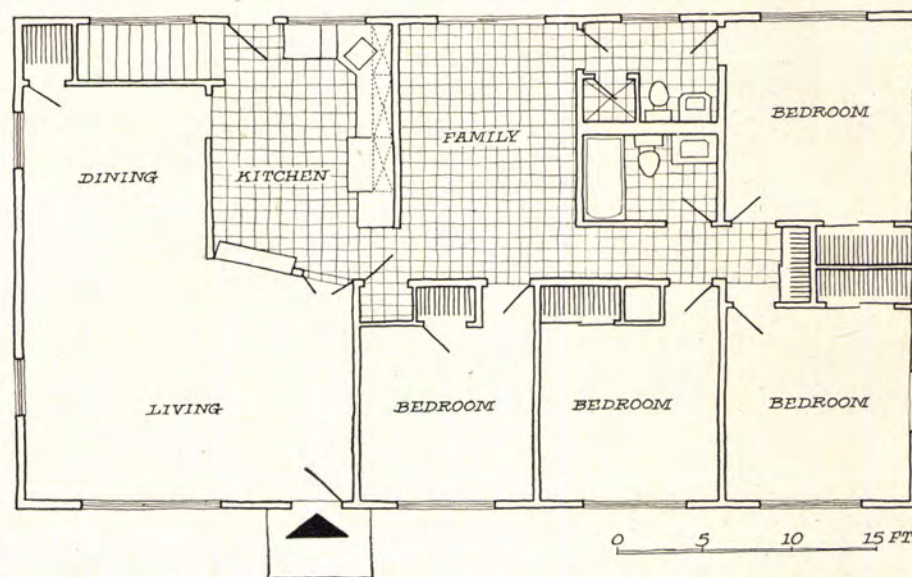 BEDROOM
FAMILY
DINING
KITCHEN
LIVING
BEDROOM
BEDROOM
BEDROOM
0 5 10 15 FT